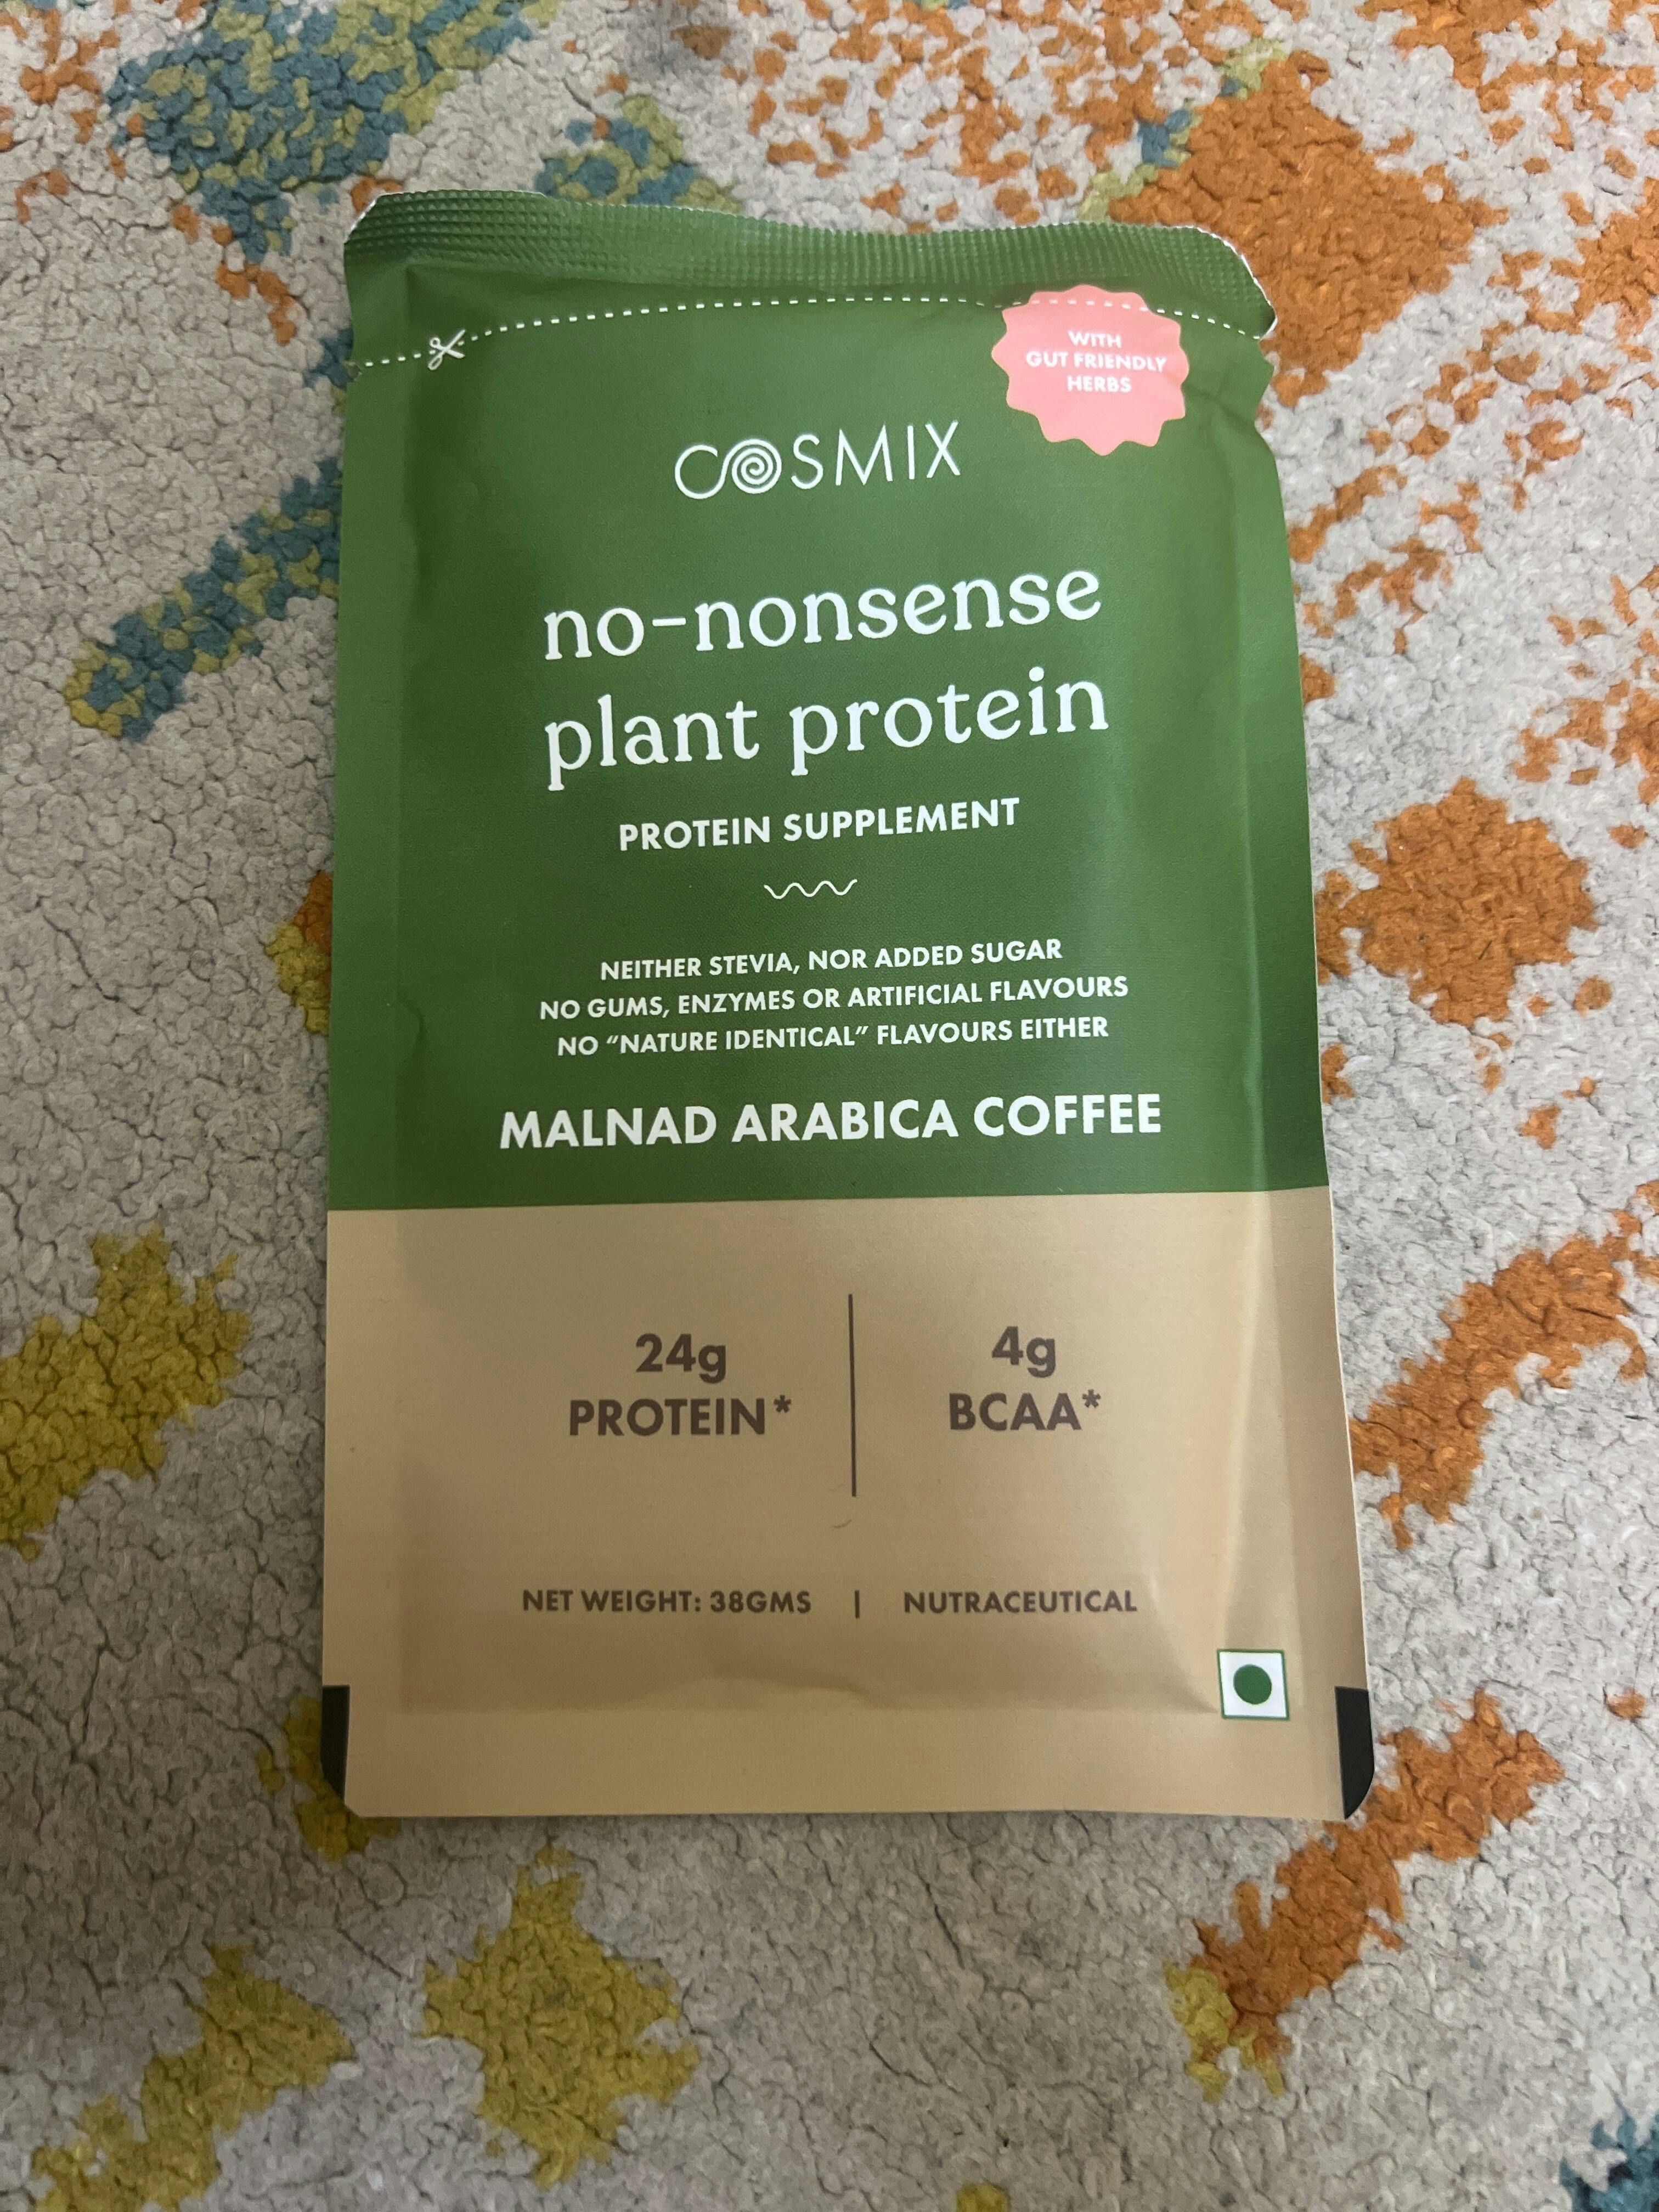 WITH
GUT FRIENDLY
HERBS
COSMIX
no-nonsense
plant protein
PROTEIN SUPPLEMENT
NEITHER STEVIA, NOR ADDED SUGAR
NO GUMS, ENZYMES OR ARTIFICIAL FLAVOURS
NO “NATURE IDENTICAL” FLAVOURS EITHER
MALNAD ARABICA COFFEE
24g
PROTEIN*
4g
BCAA*
NET WEIGHT: 38GMS | NUTRACEUTICAL